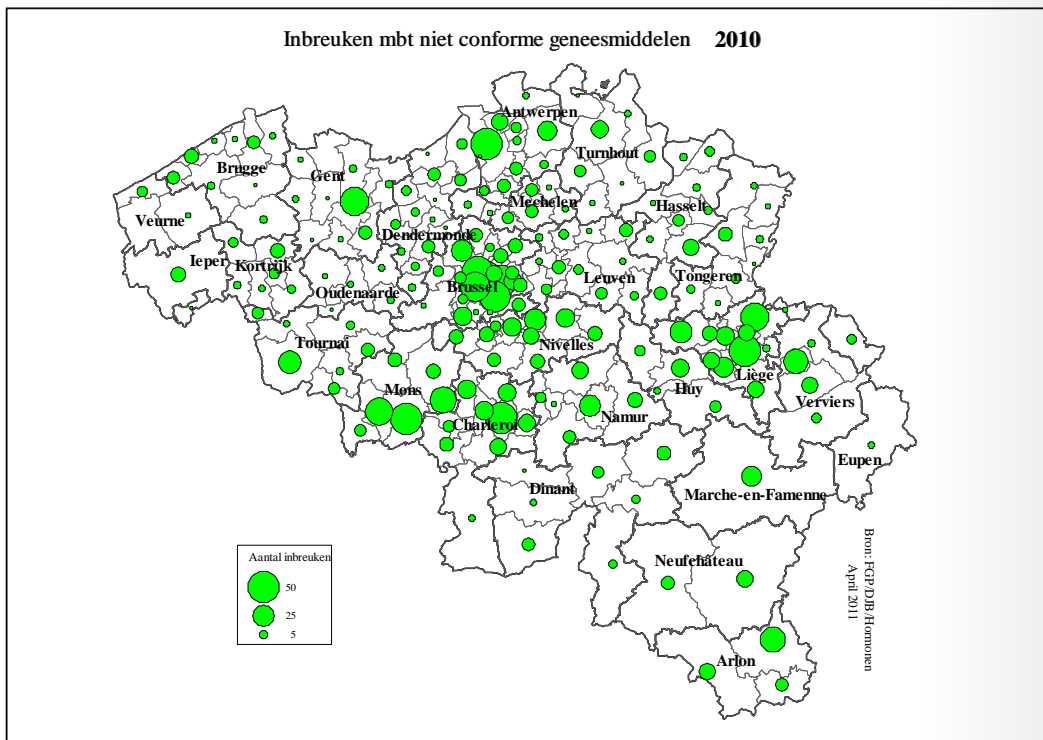 Inbreuken mbt niet conforme geneesmiddelen 2010
Antwerpen
Turnhout
Brugge
Gent
Mechelen
Hasselt
Veurne
Dendermonde
Ieper
Kortrijk
Oudenaarde
Brussel
Leuven
Tongeren
Tournai
Nivelles
Mons
Huy
Liège
Verviers
Charleroi
Namur
Eupen
Dinant
Marche-en-Famenne
Neufchâteau
Arlon
Aantal inbreuken
50
25
5
Bron: FGP/DJB/Hormonen
April 2011